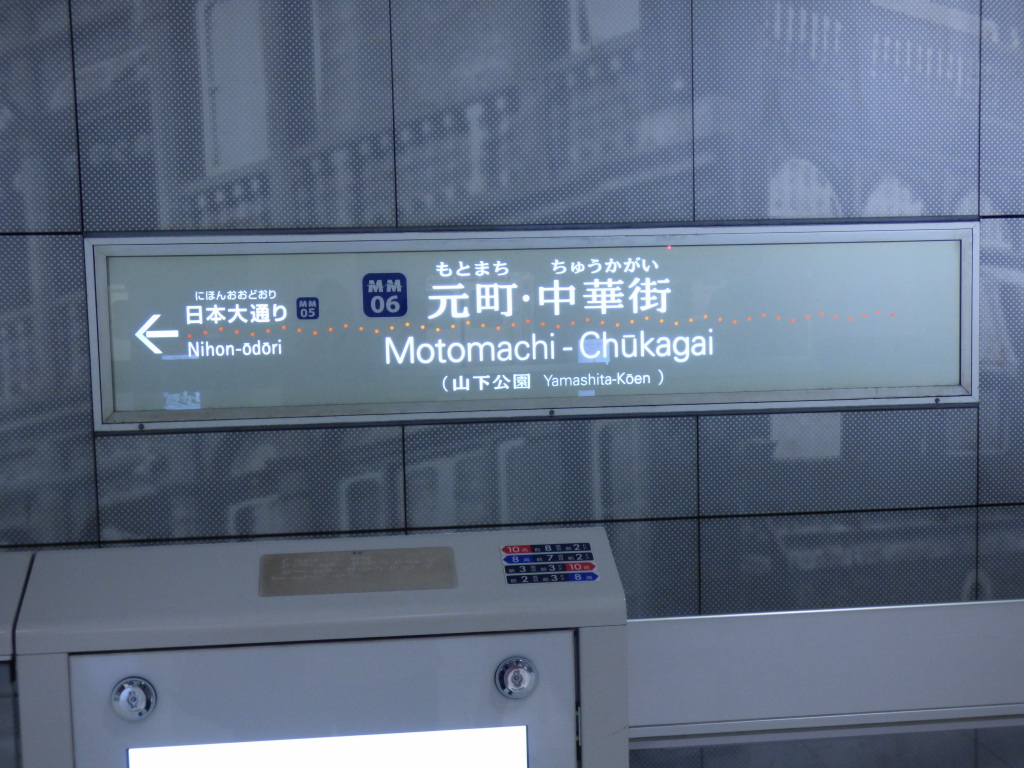 にほんおおどおり
日本大通り MM 05
Nihon-ōdōri
もとまち ちゅうかがい
MM 06 元町・中華街
Motomachi - Chūkagai
(山下公園 Yamashita-Kōen )
10 8 2
8 7 2
3 3 10
2 3 8